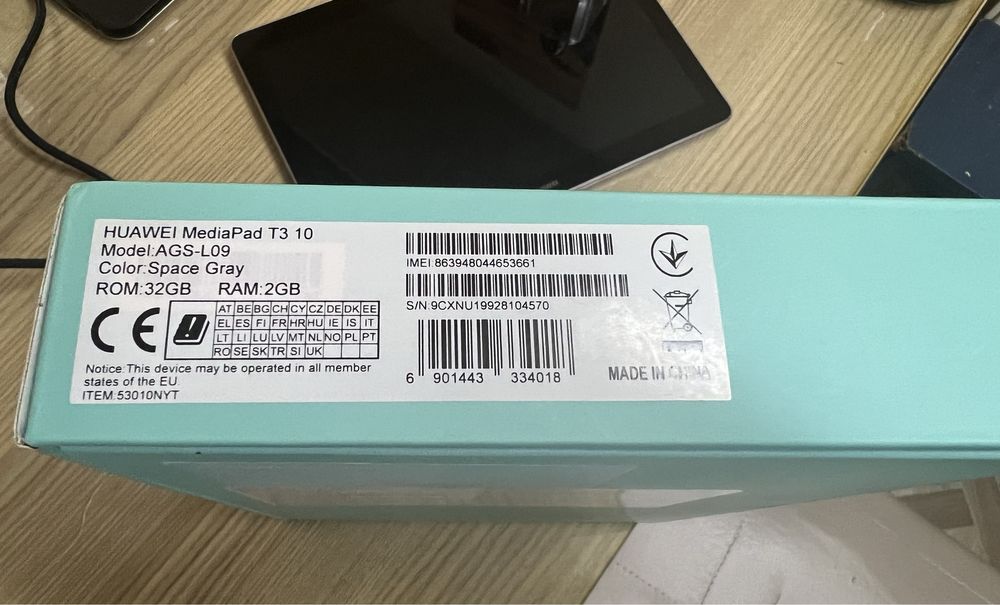 HUAWEI MediaPad T3 10
Model:AGS-L09
Color:Space Gray
ROM:32GB RAM:2GB
CE
AT BE BG CH CY CZ DE DK EE
EL ES FI FR HR HU IE IS IT
LT LI LU LV MT NL NO PL PT
RO SE SK TR SI UK
Notice:This device may be operated in all member
states of the EU.
ITEM:53010NYT
IMEI:863948044653661
S/N:9CXNU19928104570
6 901443 334018
MADE IN CHINA